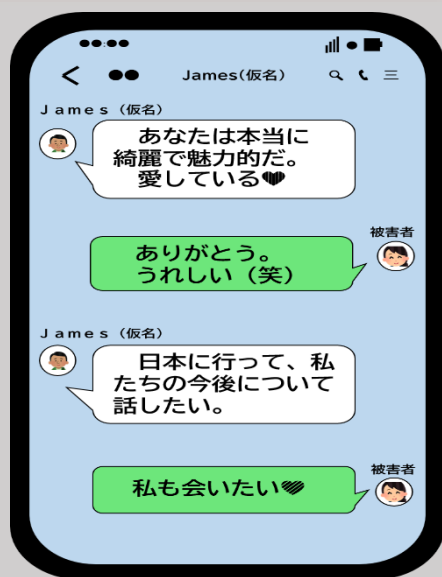 ●●:●●
＜ ●● James(仮名)
James（仮名）
あなたは本当に
綺麗で魅力的だ。
愛している♥
被害者
ありがとう。
うれしい（笑）
James（仮名）
日本に行って、私
たちの今後について
話したい。
被害者
私も会いたい♥